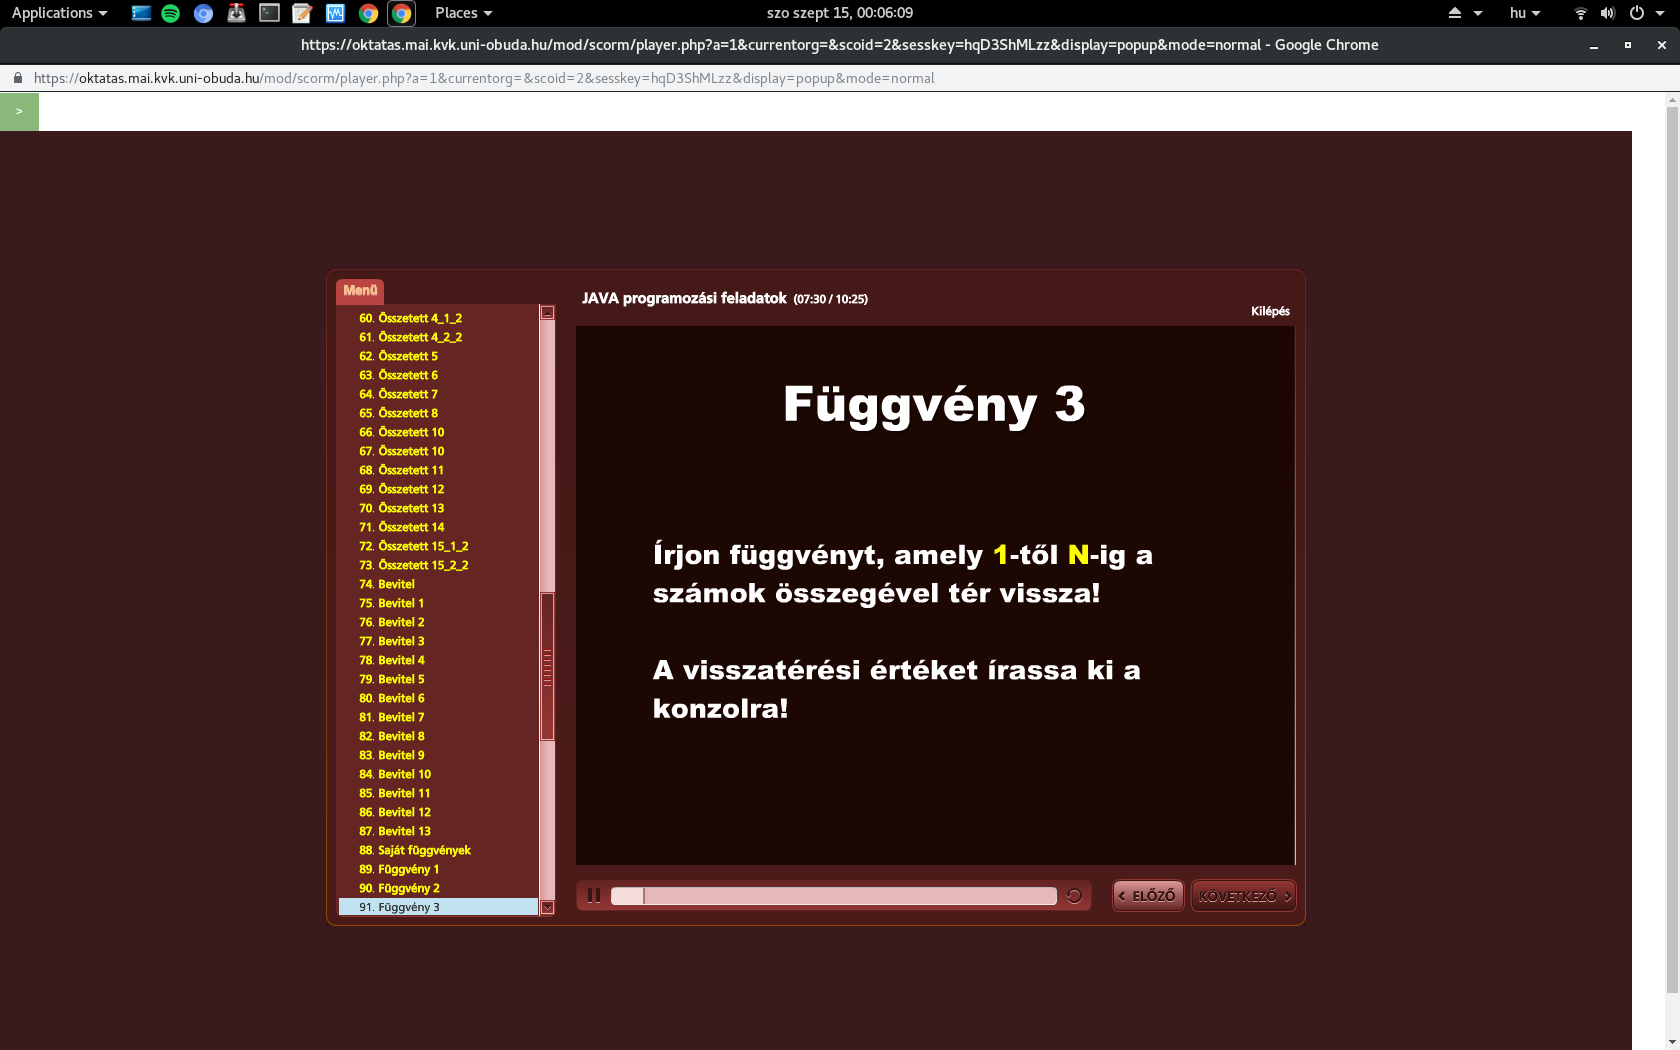 Applications
Places
szo szept 15, 00:06:09
hu
https://oktatas.mai.kvk.uni-obuda.hu/mod/scorm/player.php?a=1&currentorg=&scoid=2&sesskey=hqD3ShMLzz&display=popup&mode=normal - Google Chrome
https://oktatas.mai.kvk.uni-obuda.hu/mod/scorm/player.php?a=1&currentorg=&scoid=2&sesskey=hqD3ShMLzz&display=popup&mode=normal
>
Menü
60. Összetett 4_1_2
61. Összetett 4_2_2
62. Összetett 5
63. Összetett 6
64. Összetett 7
65. Összetett 8
66. Összetett 10
67. Összetett 10
68. Összetett 11
69. Összetett 12
70. Összetett 13
71. Összetett 14
72. Összetett 15_1_2
73. Összetett 15_2_2
74. Bevitel
75. Bevitel 1
76. Bevitel 2
77. Bevitel 3
78. Bevitel 4
79. Bevitel 5
80. Bevitel 6
81. Bevitel 7
82. Bevitel 8
83. Bevitel 9
84. Bevitel 10
85. Bevitel 11
86. Bevitel 12
87. Bevitel 13
88. Saját függvények
89. Függvény 1
90. Függvény 2
91. Függvény 3
JAVA programozási feladatok (07:30 / 10:25)
Kilépés
Függvény 3
Írjon függvényt, amely 1-től N-ig a
számok összegével tér vissza!
A visszatérési értéket írassa ki a
konzolra!
< ELŐZŐ
KÖVETKEZŐ >